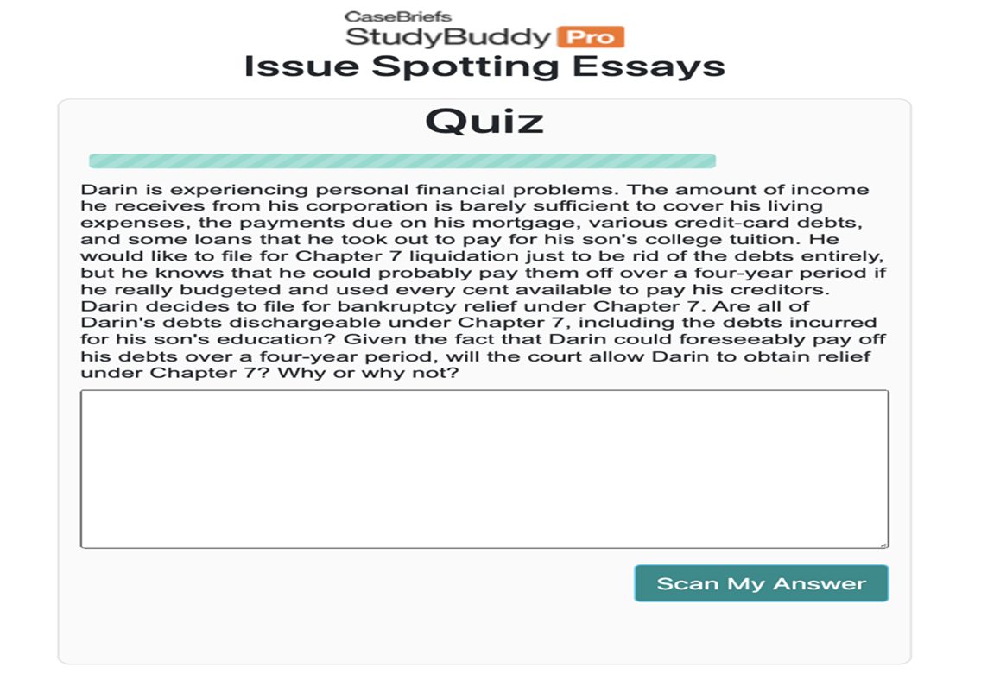 CaseBriefs
StudyBuddy Pro
Issue Spotting Essays
Quiz
Darin is experiencing personal financial problems. The amount of income
he receives from his corporation is barely sufficient to cover his living
expenses, the payments due on his mortgage, various credit-card debts,
and some loans that he took out to pay for his son's college tuition. He
would like to file for Chapter 7 liquidation just to be rid of the debts entirely,
but he knows that he could probably pay them off over a four-year period if
he really budgeted and used every cent available to pay his creditors.
Darin decides to file for bankruptcy relief under Chapter 7. Are all of
Darin's debts dischargeable under Chapter 7, including the debts incurred
for his son's education? Given the fact that Darin could foreseeably pay off
his debts over a four-year period, will the court allow Darin to obtain relief
under Chapter 7? Why or why not?
Scan My Answer